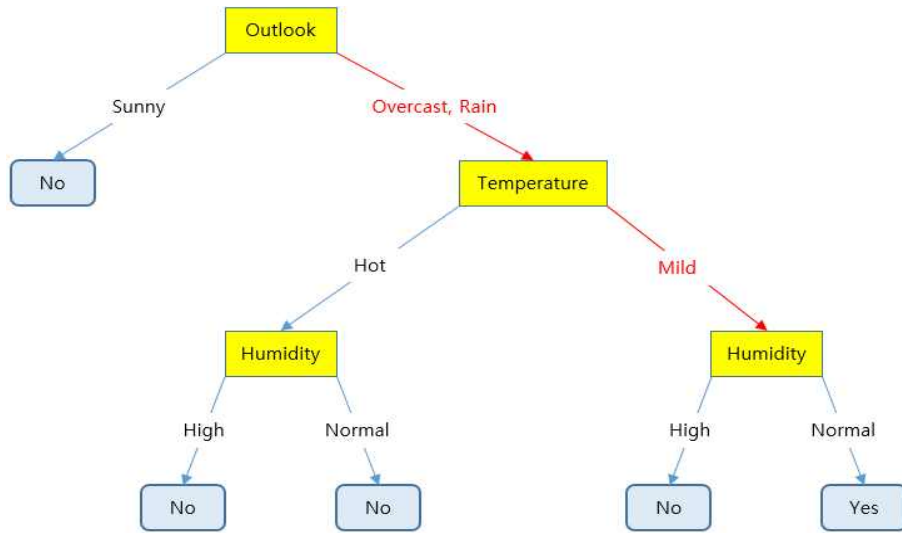 Outlook
Sunny
Overcast, Rain
No
Temperature
Hot
Mild
Humidity
Humidity
High
Normal
High
Normal
No
No
No
Yes